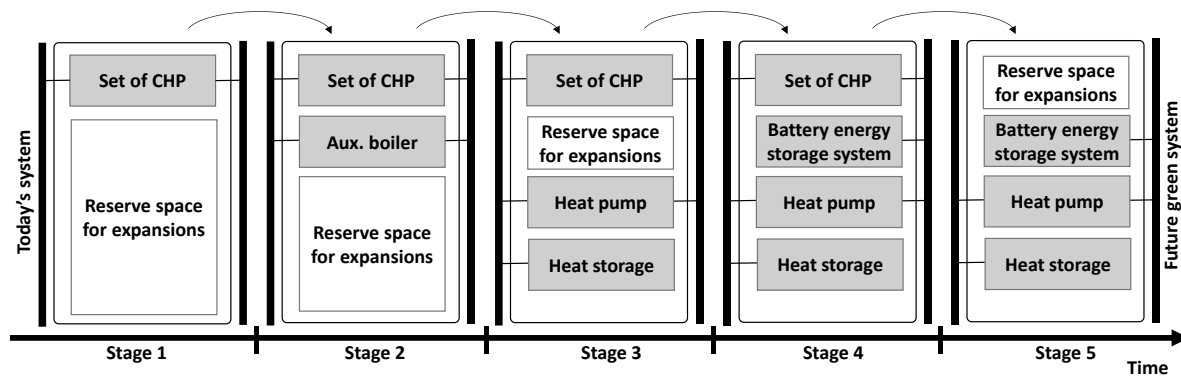 Today's system
Set of CHP
Reserve space
for expansions
Set of CHP
Aux. boiler
Reserve space
for expansions
Set of CHP
Reserve space
for expansions
Heat pump
Heat storage
Set of CHP
Battery energy
storage system
Heat pump
Heat storage
Reserve space
for expansions
Battery energy
storage system
Heat pump
Heat storage
Future green system
Stage 1
Stage 2
Stage 3
Stage 4
Stage 5
Time